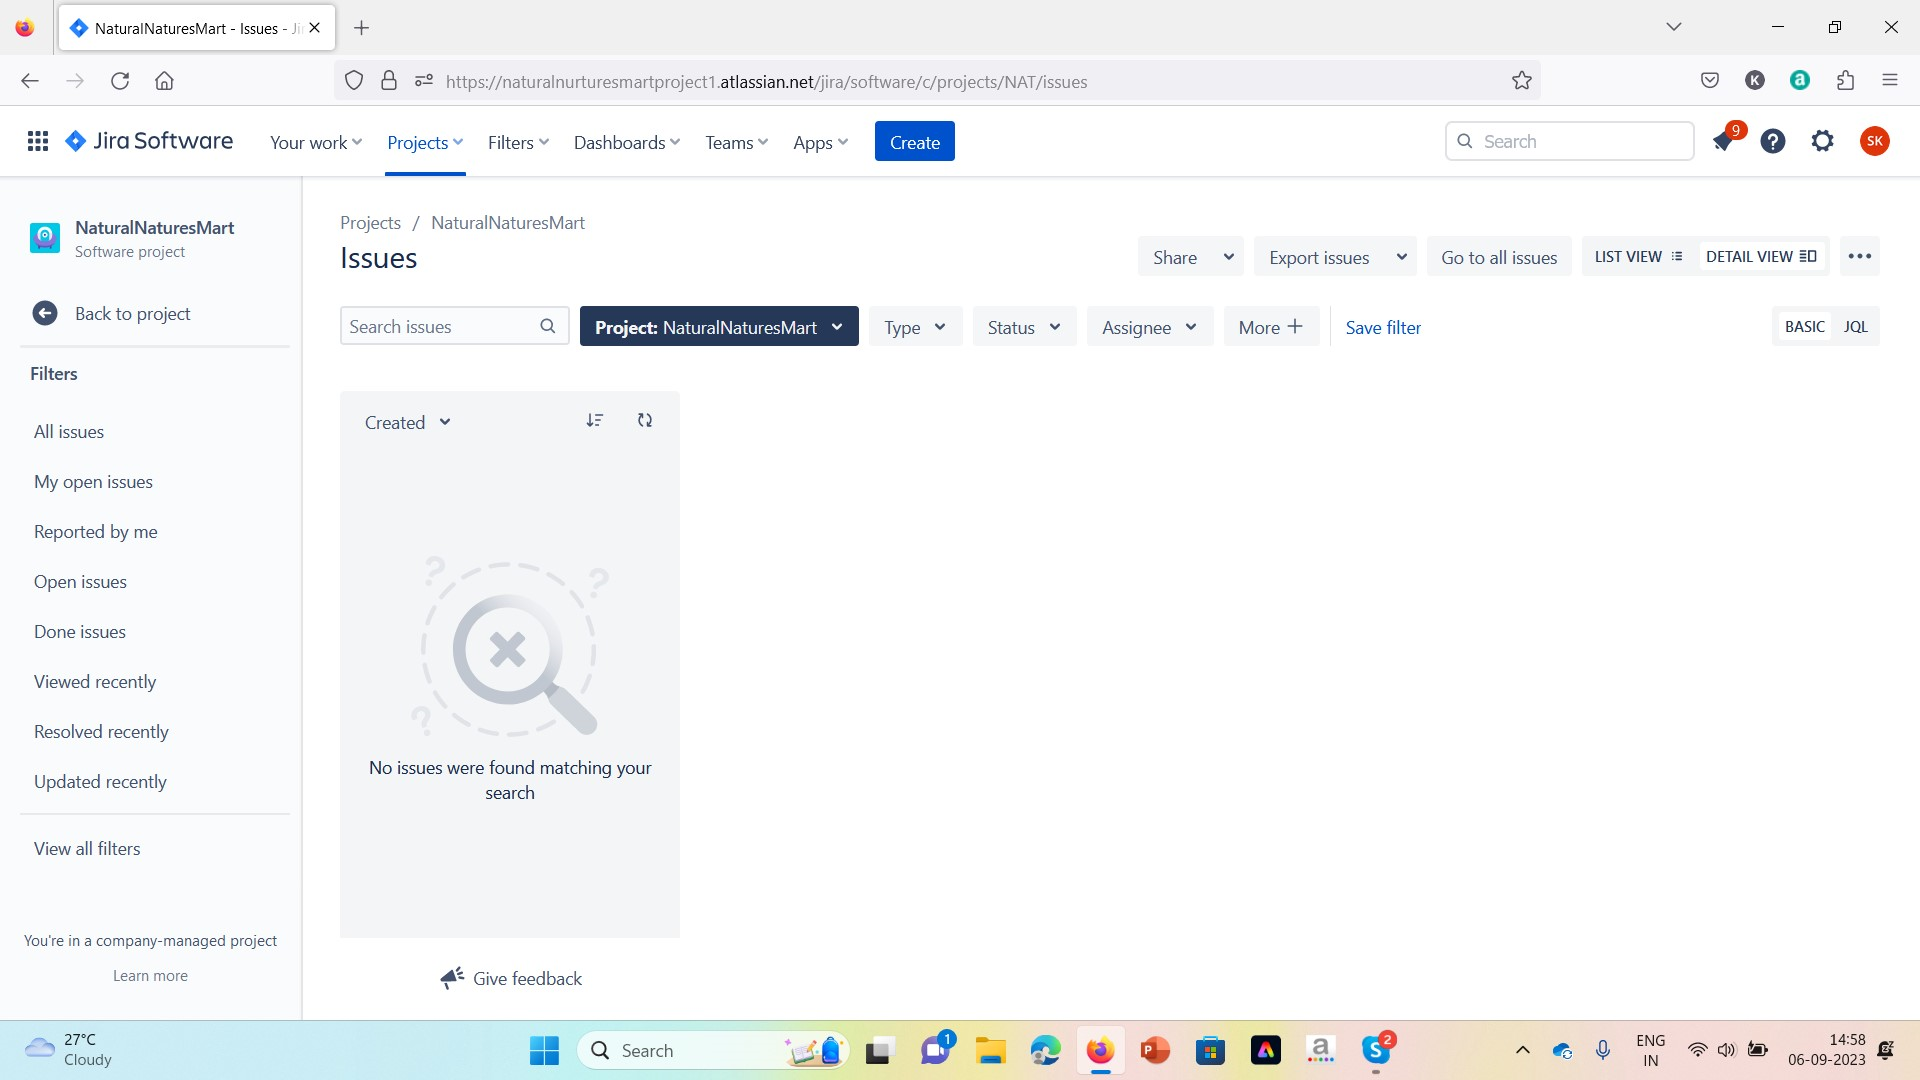 NaturalNaturesMart - Issues - Jir
https://naturalnurturesmartproject1.atlassian.net/jira/software/c/projects/NAT/issues
K
a
Jira Software
Your work
Projects
Filters
Dashboards
Teams
Apps
Create
Search
9
SK
NaturalNaturesMart
Software project
Back to project
Filters
All issues
My open issues
Reported by me
Open issues
Done issues
Viewed recently
Resolved recently
Updated recently
View all filters
You're in a company-managed project
Learn more
Projects / NaturalNaturesMart
Issues
Share
Export issues
Go to all issues
LIST VIEW
DETAIL VIEW
Search issues
Project: NaturalNaturesMart
Type
Status
Assignee
More
Save filter
BASIC
JQL
Created
No issues were found matching your
search
Give feedback
27°C
Cloudy
Search
1
P
a
S
2
ENG
IN
14:58
06-09-2023